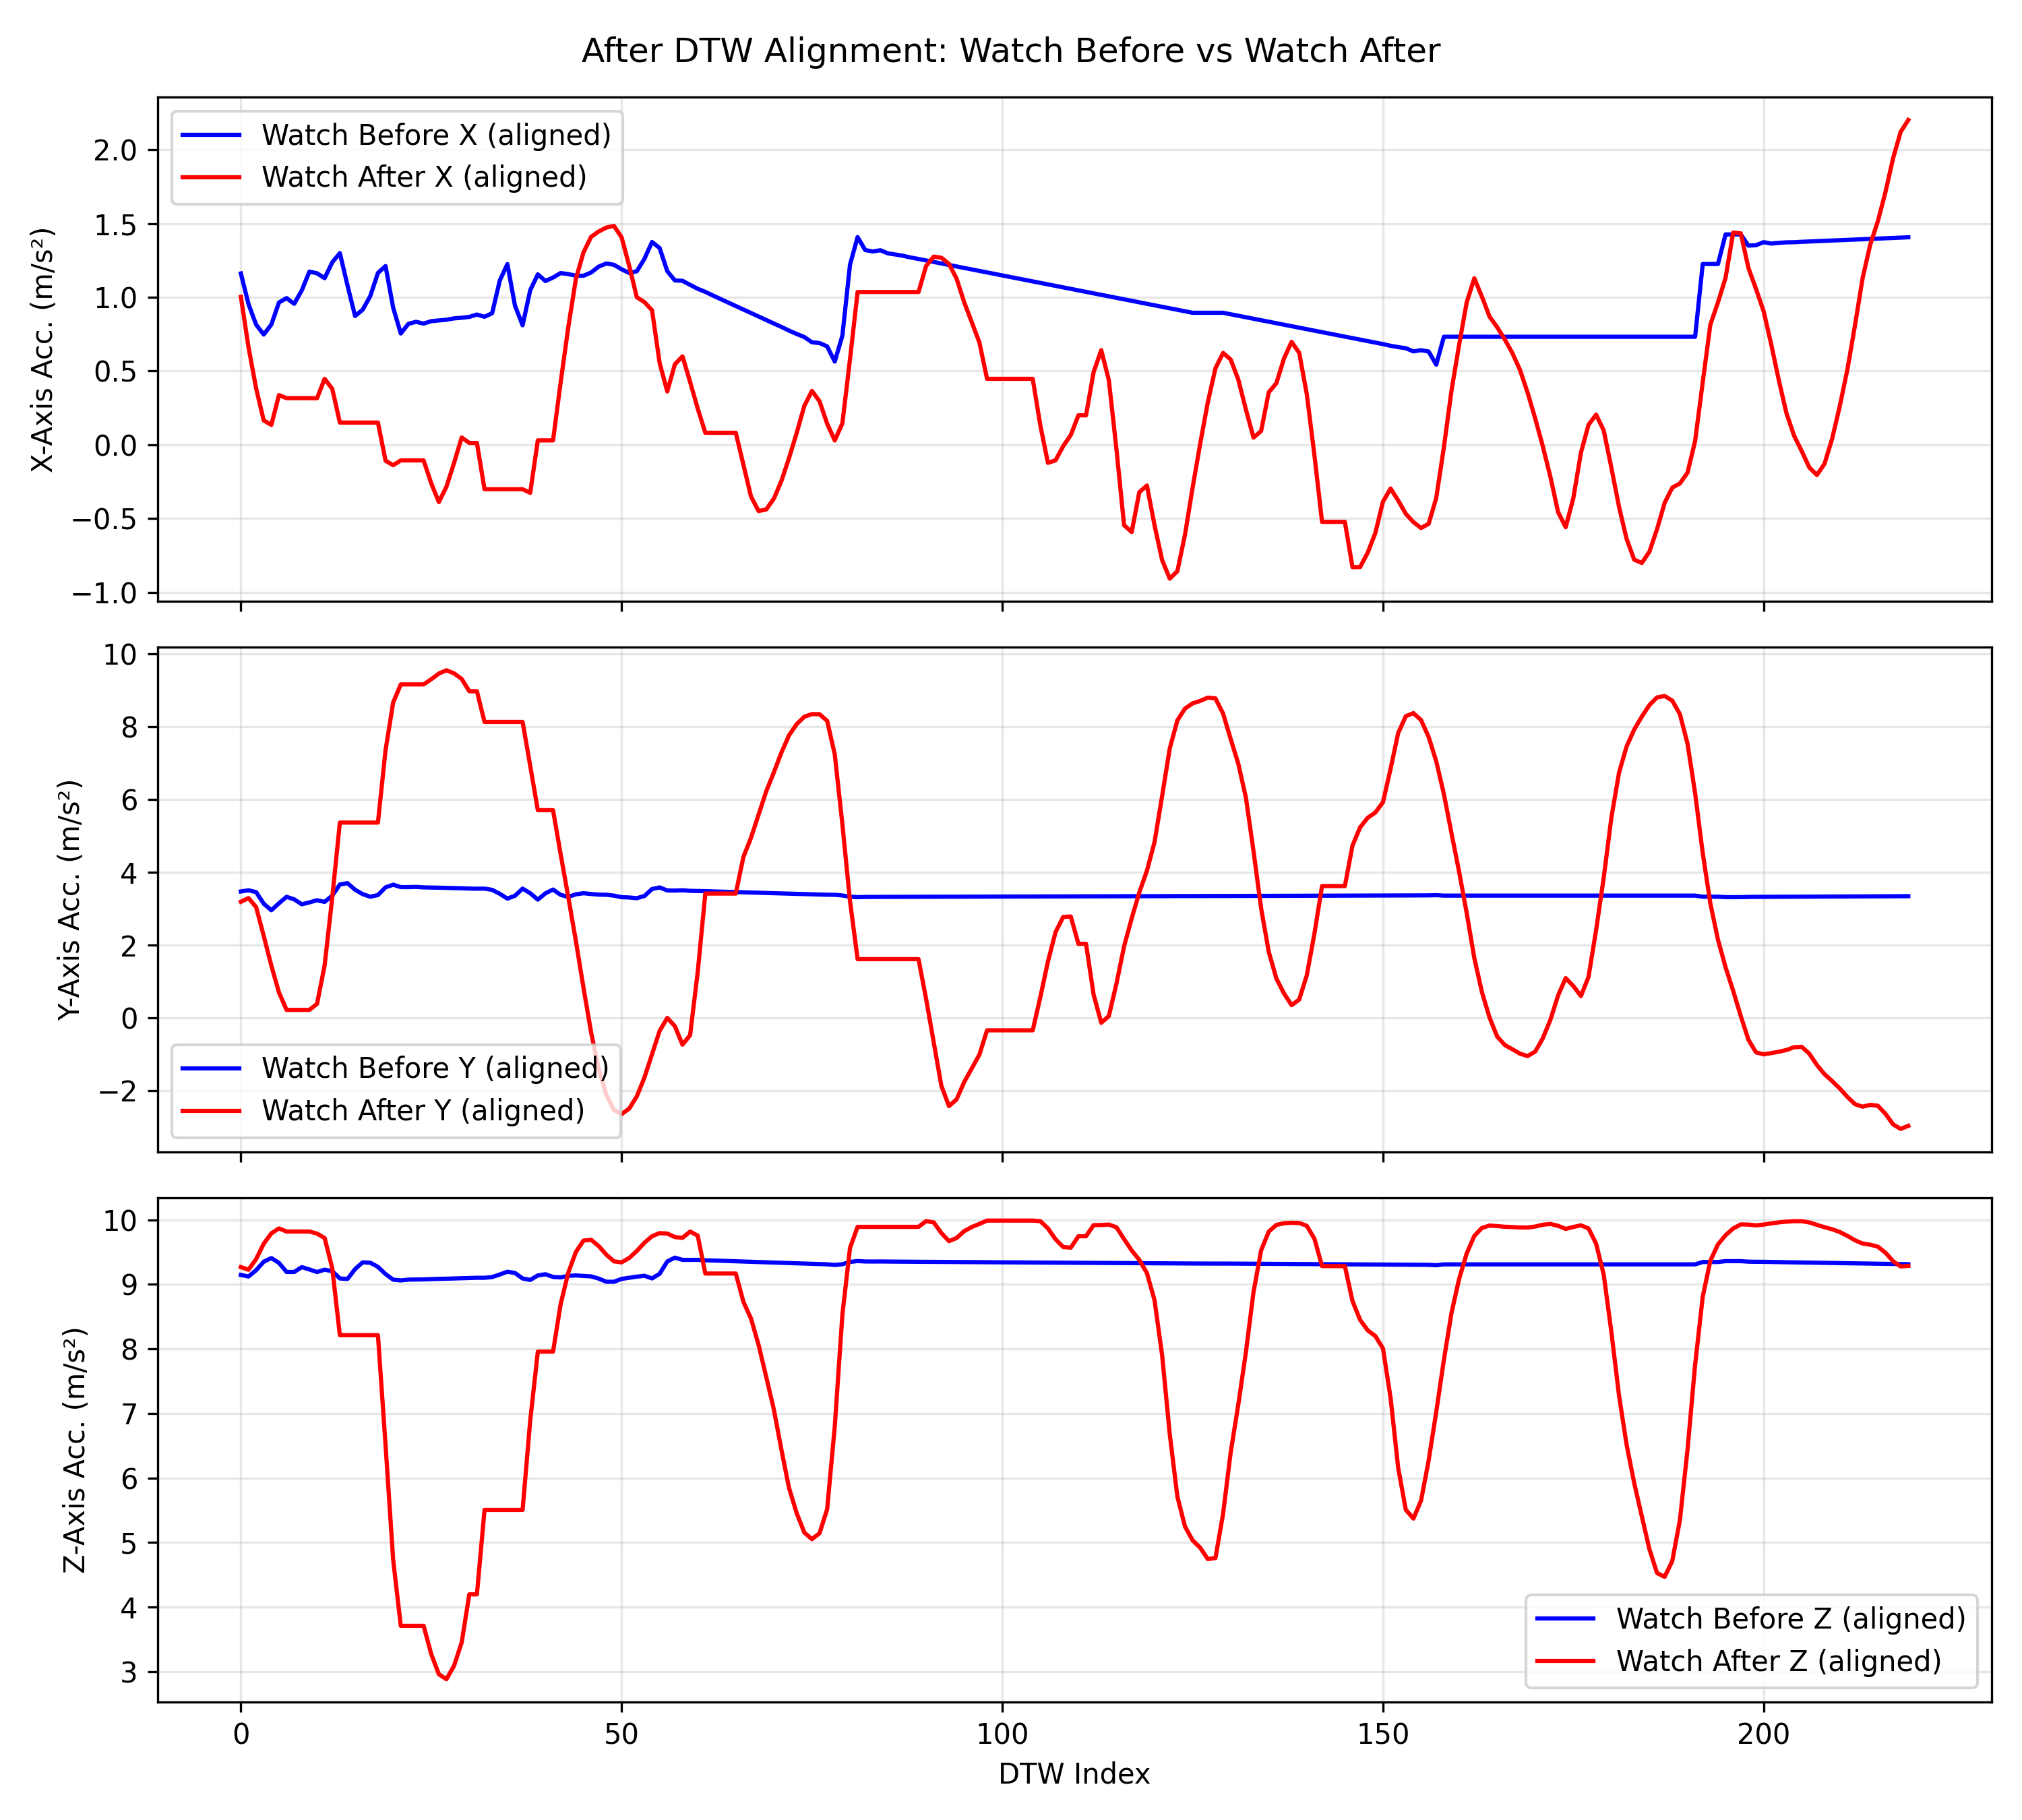 After DTW Alignment: Watch Before vs Watch After
Watch Before X (aligned)
Watch After X (aligned)
X-Axis Acc. (m/s²)
2.0
1.5
1.0
0.5
0.0
−0.5
−1.0
Y-Axis Acc. (m/s²)
10
8
6
4
2
0
−2
Watch Before Y (aligned)
Watch After Y (aligned)
Z-Axis Acc. (m/s²)
10
9
8
7
6
5
4
3
Watch Before Z (aligned)
Watch After Z (aligned)
0 50 100 150 200
DTW Index